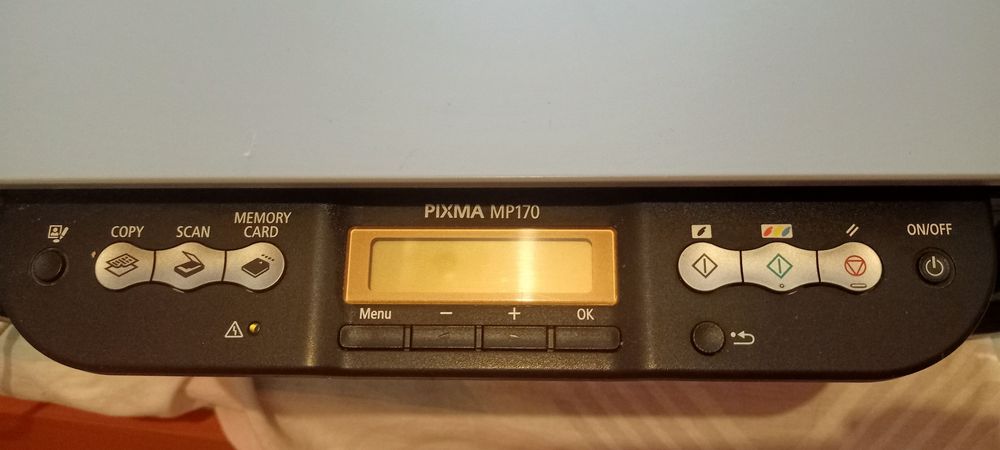 PIXMA MP170
COPY
SCAN
MEMORY
CARD
Menu
−
+
OK
ON/OFF